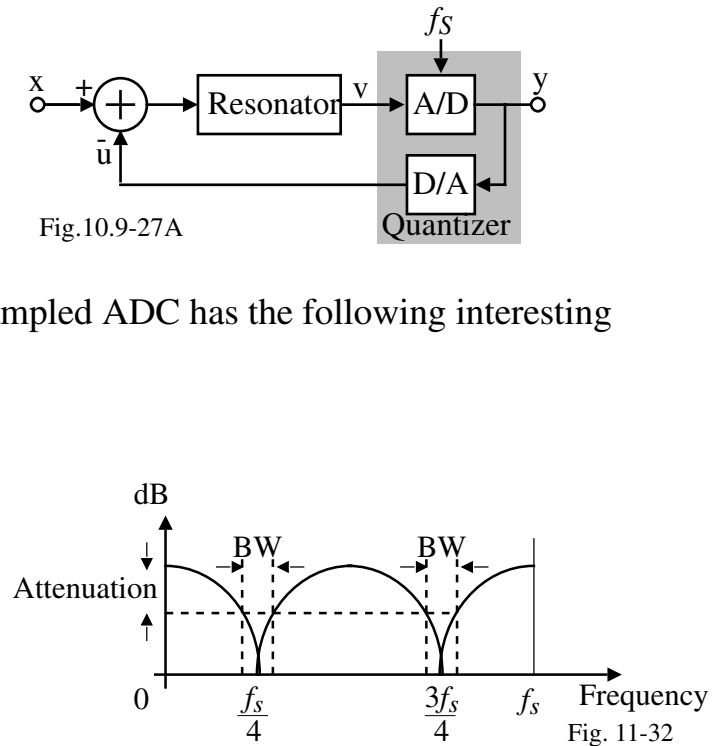 fS
x + Resonator v A/D y
ū
D/A
Fig.10.9-27A
Quantizer
mpled ADC has the following interesting
dB
BW BW
Attenuation
0 fs/4 3fs/4 fs Frequency
Fig. 11-32